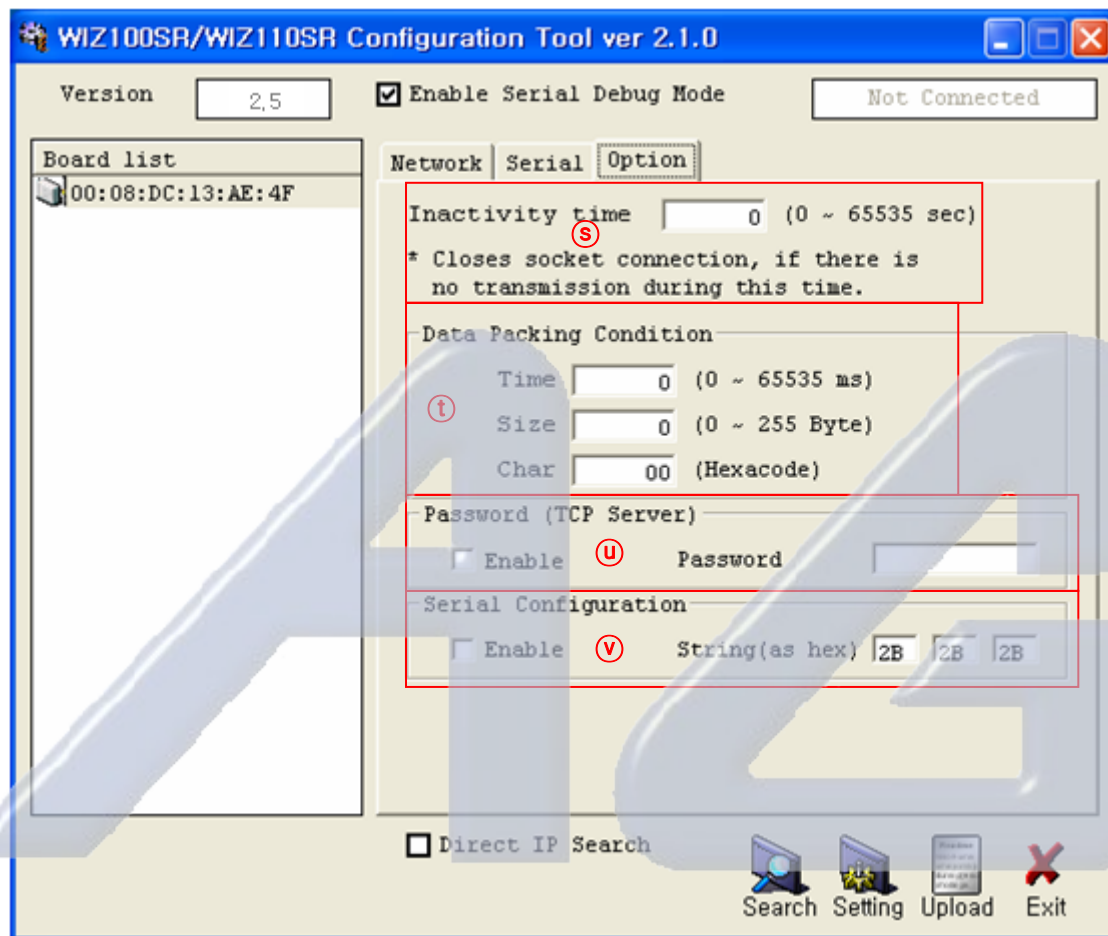 WIZ100SR/WIZ110SR Configuration Tool ver 2.1.0
Version 2,5 Enable Serial Debug Mode Not Connected
Board list
00:08:DC:13:AE:4F
Network Serial Option
Inactivity time 0 (0 ~ 65535 sec)
s
* Closes socket connection, if there is
no transmission during this time.
Data Packing Condition
Time 0 (0 ~ 65535 ms)
t
Size 0 (0 ~ 255 Byte)
Char 00 (Hexacode)
Password (TCP Server)
Enable u Password
Serial Configuration
Enable v String(as hex) 2B 2B 2B
Direct IP Search
Search Setting Upload Exit